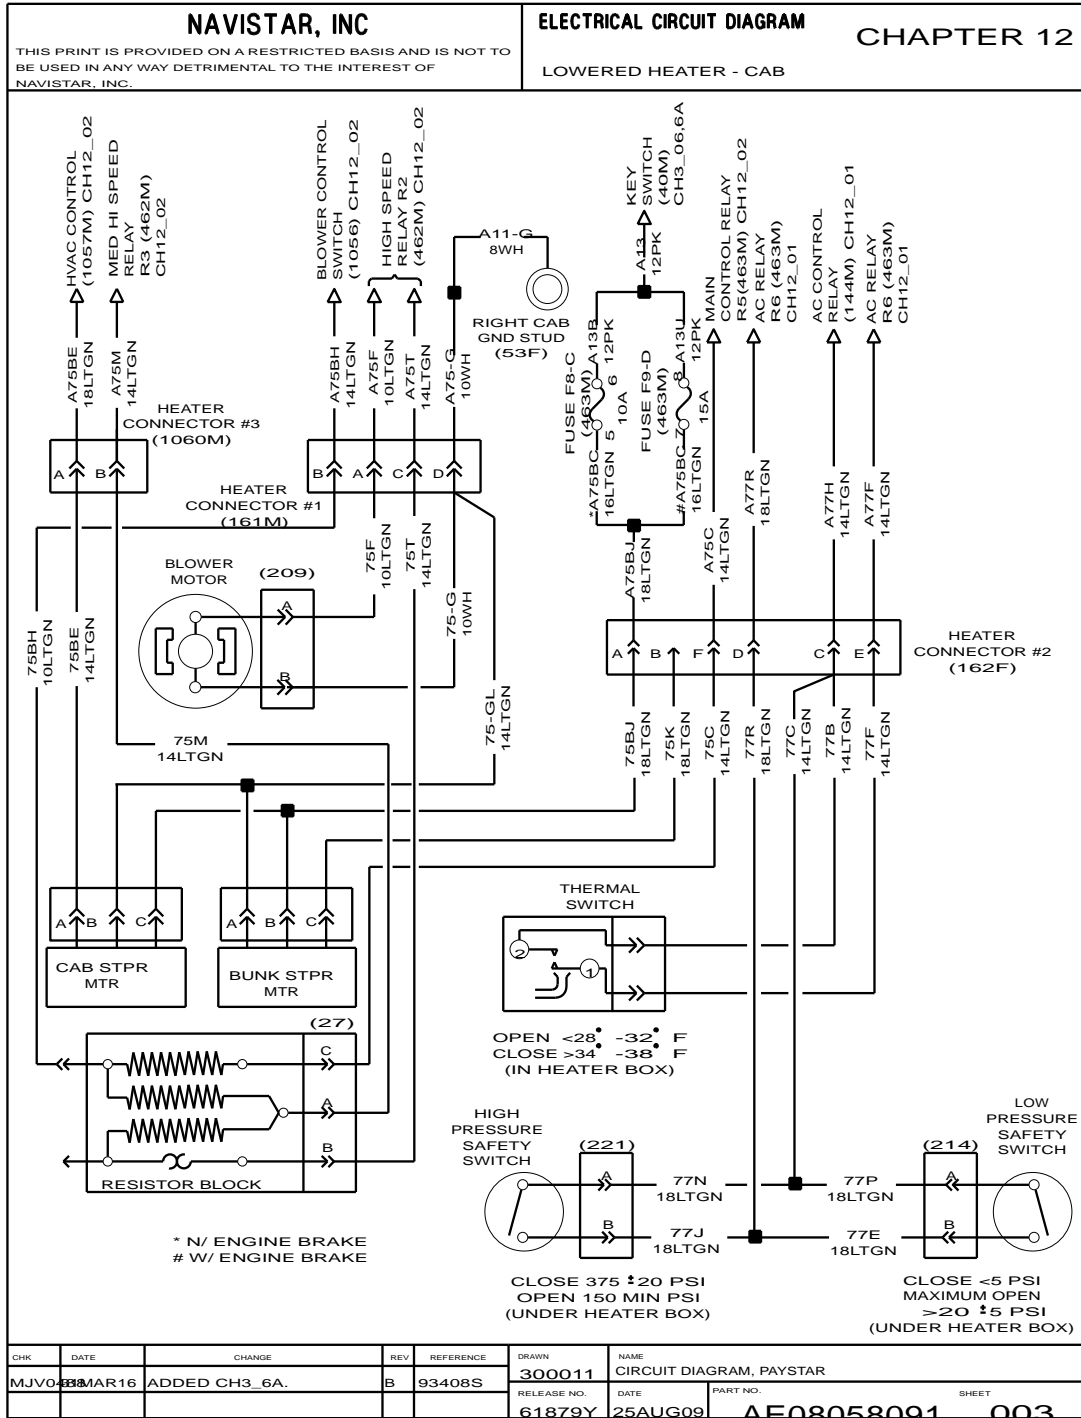 NAVISTAR, INC
THIS PRINT IS PROVIDED ON A RESTRICTED BASIS AND IS NOT TO
BE USED IN ANY WAY DETRIMENTAL TO THE INTEREST OF
NAVISTAR, INC.
ELECTRICAL CIRCUIT DIAGRAM
LOWERED HEATER - CAB
CHAPTER 12
HVAC CONTROL
(1057M) CH12_02
MED HI SPEED
RELAY
R3 (462M)
CH12_02
BLOWER CONTROL
SWITCH
(1056) CH12_02
HIGH SPEED
RELAY R2
(462M) CH12_02
A11-G
8WH
RIGHT CAB
GND STUD
(53F)
KEY
SWITCH
(40M)
CH3_06,6A
A13
12PK
MAIN
CONTROL RELAY
R5(463M) CH12_02
AC RELAY
R6 (463M)
CH12_01
AC CONTROL
RELAY
(144M) CH12_01
AC RELAY
R6 (463M)
CH12_01
A75BE
18LTGN
A75M
14LTGN
A75BH
14LTGN
A75F
10LTGN
A75T
14LTGN
A75-G
10WH
FUSE F8-C
(463M)
A13B
12PK
6
10A
5
*A75BC
16LTGN
FUSE F9-D
(463M)
A13U
12PK
8
15A
7
#A75BC
16LTGN
A75C
14LTGN
A77R
18LTGN
A77H
14LTGN
A77F
14LTGN
HEATER
CONNECTOR #3
(1060M)
A
B
HEATER
CONNECTOR #1
(161M)
B
A
C
D
75F
10LTGN
75T
14LTGN
75-G
10WH
A75BJ
18LTGN
BLOWER
MOTOR
(209)
A
B
HEATER
CONNECTOR #2
(162F)
A
B
F
D
C
E
75BH
10LTGN
75BE
14LTGN
75M
14LTGN
75-GL
14LTGN
75BJ
18LTGN
75K
18LTGN
75C
14LTGN
77R
18LTGN
77C
14LTGN
77B
14LTGN
77F
14LTGN
A
B
C
CAB STPR
MTR
A
B
C
BUNK STPR
MTR
THERMAL
SWITCH
2
1
OPEN <28° -32° F
CLOSE >34° -38° F
(IN HEATER BOX)
(27)
C
A
B
RESISTOR BLOCK
* N/ ENGINE BRAKE
# W/ ENGINE BRAKE
HIGH
PRESSURE
SAFETY
SWITCH
(221)
A
B
77N
18LTGN
77J
18LTGN
77P
18LTGN
77E
18LTGN
(214)
A
B
LOW
PRESSURE
SAFETY
SWITCH
CLOSE 375 ±20 PSI
OPEN 150 MIN PSI
(UNDER HEATER BOX)
CLOSE <5 PSI
MAXIMUM OPEN
>20 ±5 PSI
(UNDER HEATER BOX)
CHK DATE CHANGE REV REFERENCE
ADDED CH3_6A. B 93408S
DRAWN
300011
NAME
CIRCUIT DIAGRAM, PAYSTAR
RELEASE NO.
61879Y
DATE
25AUG09
PART NO.
AE08058091
SHEET
003